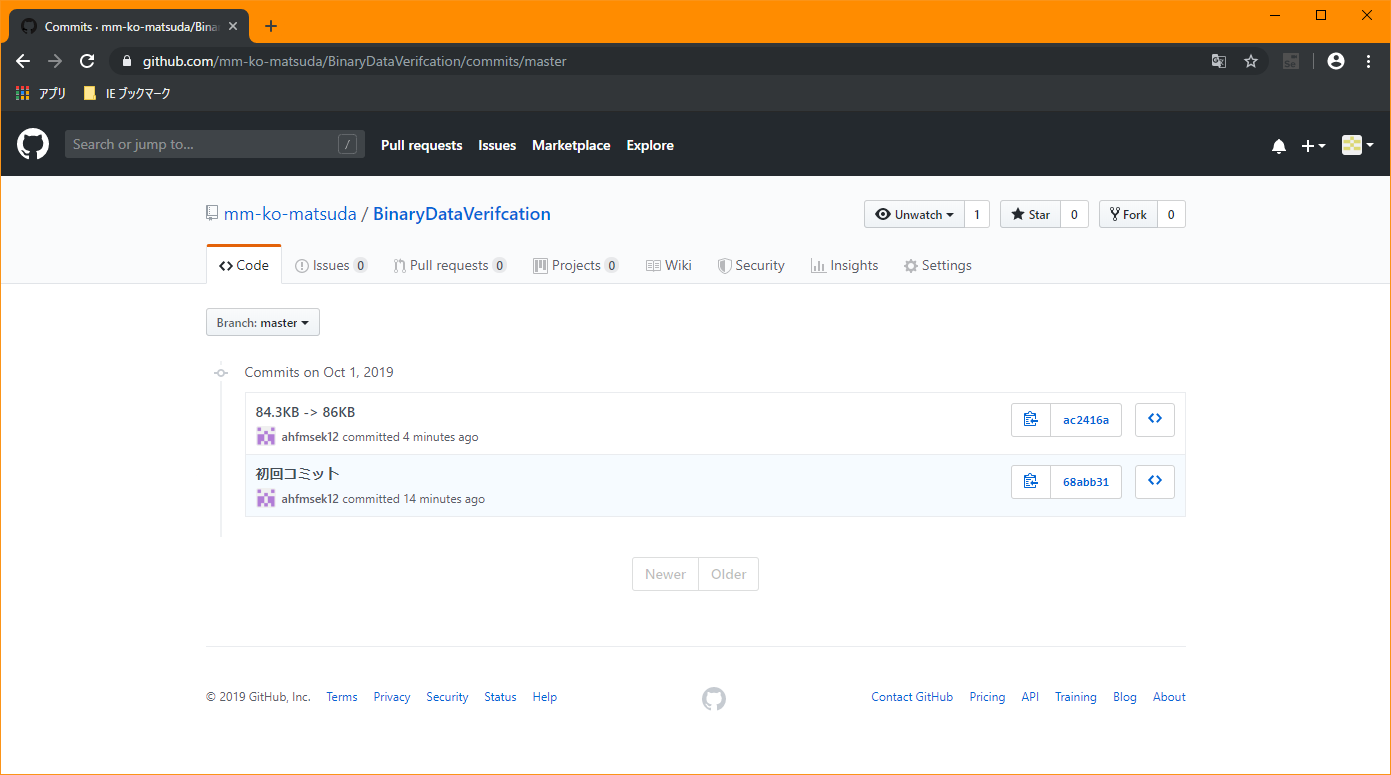 Commits · mm-ko-matsuda/Bina
github.com/mm-ko-matsuda/BinaryDataVerifcation/commits/master
アプリ IE ブックマーク
Search or jump to... / Pull requests Issues Marketplace Explore
mm-ko-matsuda / BinaryDataVerifcation Unwatch 1 Star 0 Fork 0
Code Issues 0 Pull requests 0 Projects 0 Wiki Security Insights Settings
Branch: master
Commits on Oct 1, 2019
84.3KB -> 86KB
ahfmsek12 committed 4 minutes ago ac2416a
初回コミット
ahfmsek12 committed 14 minutes ago 68abb31
Newer Older
© 2019 GitHub, Inc. Terms Privacy Security Status Help Contact GitHub Pricing API Training Blog About